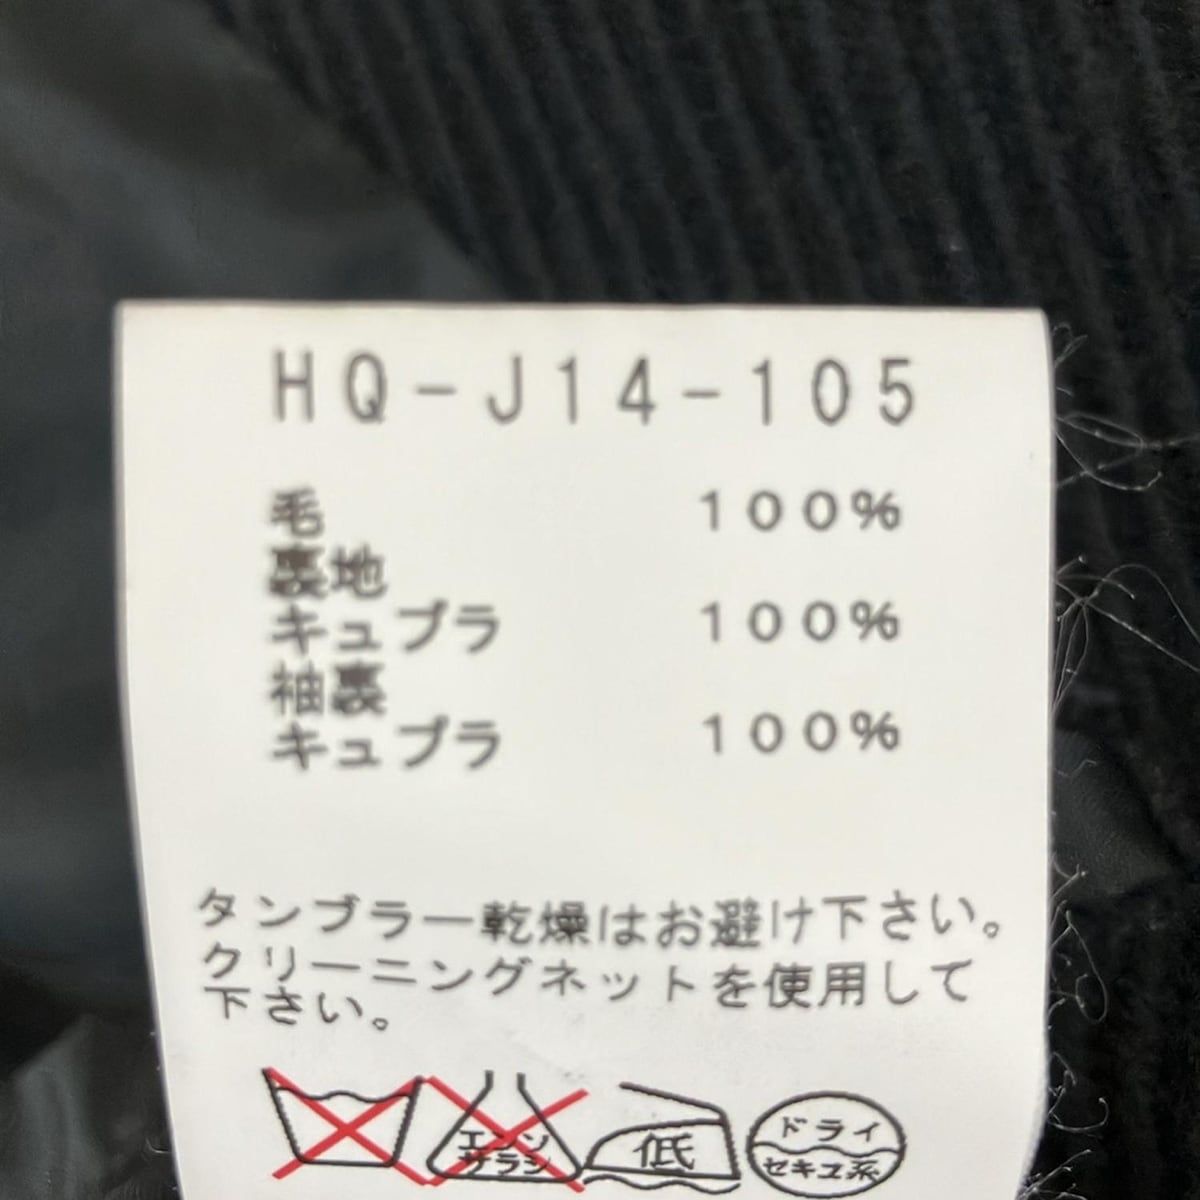 HQ-J14-105
毛 100%
裏地
キュプラ 100%
袖裏
キュプラ 100%
タンブラー乾燥はお避け下さい。
クリーニングネットを使用して
下さい。
エンソ
サラシ
低
ドライ
セキユ系